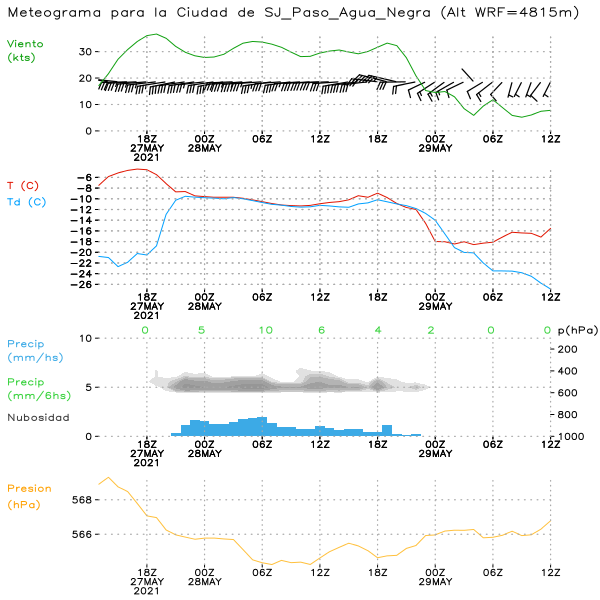 Meteograma para la Ciudad de SJ_Paso_Agua_Negra (Alt WRF=4815m)
Viento
(kts)
30
20
10
0
18Z 00Z 06Z 12Z 18Z 00Z 06Z 12Z
27MAY 28MAY 29MAY
2021
T (C)
Td (C)
-6
-8
-10
-12
-14
-16
-18
-20
-22
-24
-26
18Z 00Z 06Z 12Z 18Z 00Z 06Z 12Z
27MAY 28MAY 29MAY
2021
0 5 10 6 4 2 0 0 p(hPa)
Precip
(mm/hs)
Precip
(mm/6hs)
Nubosidad
10
5
0
200
400
600
800
1000
18Z 00Z 06Z 12Z 18Z 00Z 06Z 12Z
27MAY 28MAY 29MAY
2021
Presion
(hPa)
568
566
18Z 00Z 06Z 12Z 18Z 00Z 06Z 12Z
27MAY 28MAY 29MAY
2021